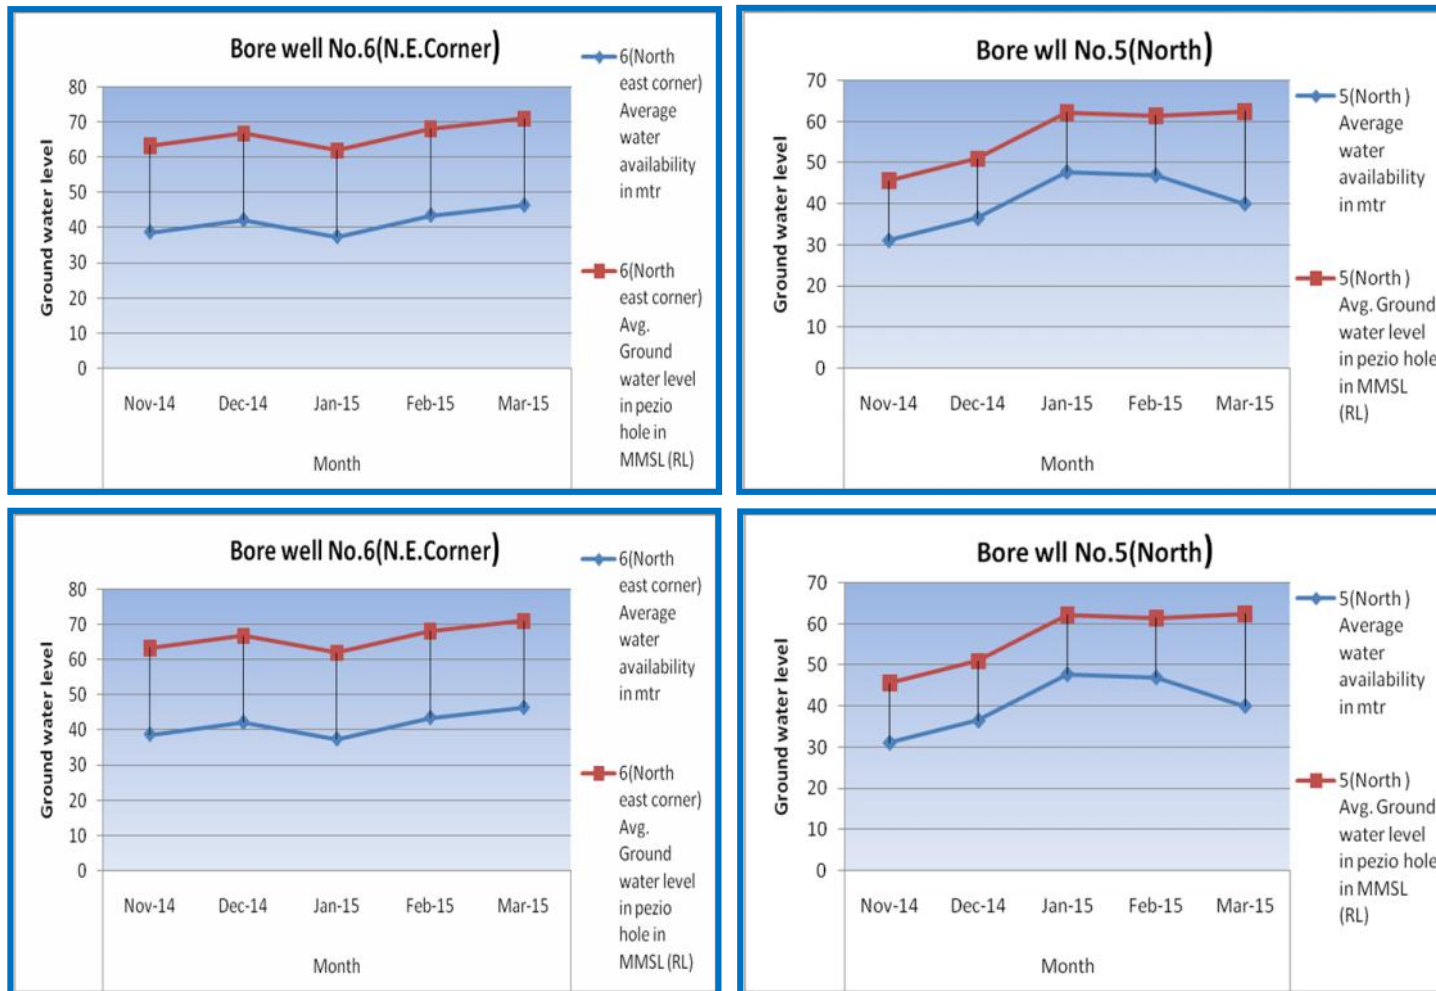 Bore well No.6(N.E.Corner)
Ground water level
80
70
60
50
40
30
20
10
0
Nov-14 Dec-14 Jan-15 Feb-15 Mar-15
Month
6(North
east corner)
Average
water
availability
in mtr
6(North
east corner)
Avg.
Ground
water level
in pezio
hole in
MMSL (RL)
Bore wll No.5(North)
Ground water level
70
60
50
40
30
20
10
0
Nov-14 Dec-14 Jan-15 Feb-15 Mar-15
Month
5(North )
Average
water
availability
in mtr
5(North )
Avg. Ground
water level
in pezio hole
in MMSL
(RL)
Bore well No.6(N.E.Corner)
Ground water level
80
70
60
50
40
30
20
10
0
Nov-14 Dec-14 Jan-15 Feb-15 Mar-15
Month
6(North
east corner)
Average
water
availability
in mtr
6(North
east corner)
Avg.
Ground
water level
in pezio
hole in
MMSL (RL)
Bore wll No.5(North)
Ground water level
70
60
50
40
30
20
10
0
Nov-14 Dec-14 Jan-15 Feb-15 Mar-15
Month
5(North )
Average
water
availability
in mtr
5(North )
Avg. Ground
water level
in pezio hole
in MMSL
(RL)